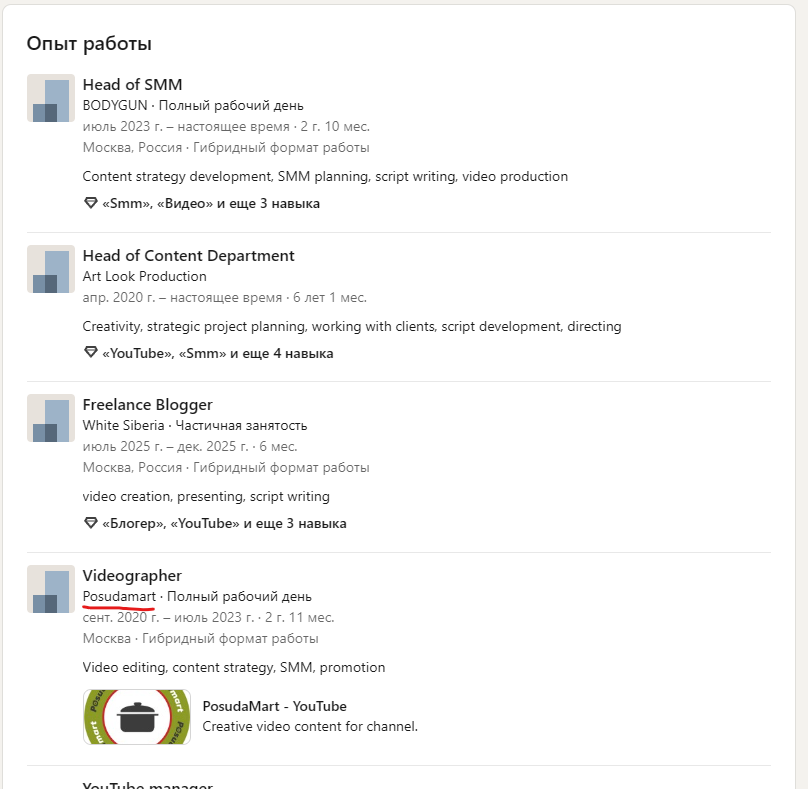 Опыт работы
Head of SMM
BODYGUN · Полный рабочий день
июль 2023 г. – настоящее время · 2 г. 10 мес.
Москва, Россия · Гибридный формат работы
Content strategy development, SMM planning, script writing, video production
«Smm», «Видео» и еще 3 навыка
Head of Content Department
Art Look Production
апр. 2020 г. – настоящее время · 6 лет 1 мес.
Creativity, strategic project planning, working with clients, script development, directing
«YouTube», «Smm» и еще 4 навыка
Freelance Blogger
White Siberia · Частичная занятость
июль 2025 г. – дек. 2025 г. · 6 мес.
Москва, Россия · Гибридный формат работы
video creation, presenting, script writing
«Блогер», «YouTube» и еще 3 навыка
Videographer
Posudamart · Полный рабочий день
сент. 2020 г. – июль 2023 г. · 2 г. 11 мес.
Москва · Гибридный формат работы
Video editing, content strategy, SMM, promotion
PosudaMart - YouTube
Creative video content for channel.
YouTube manager